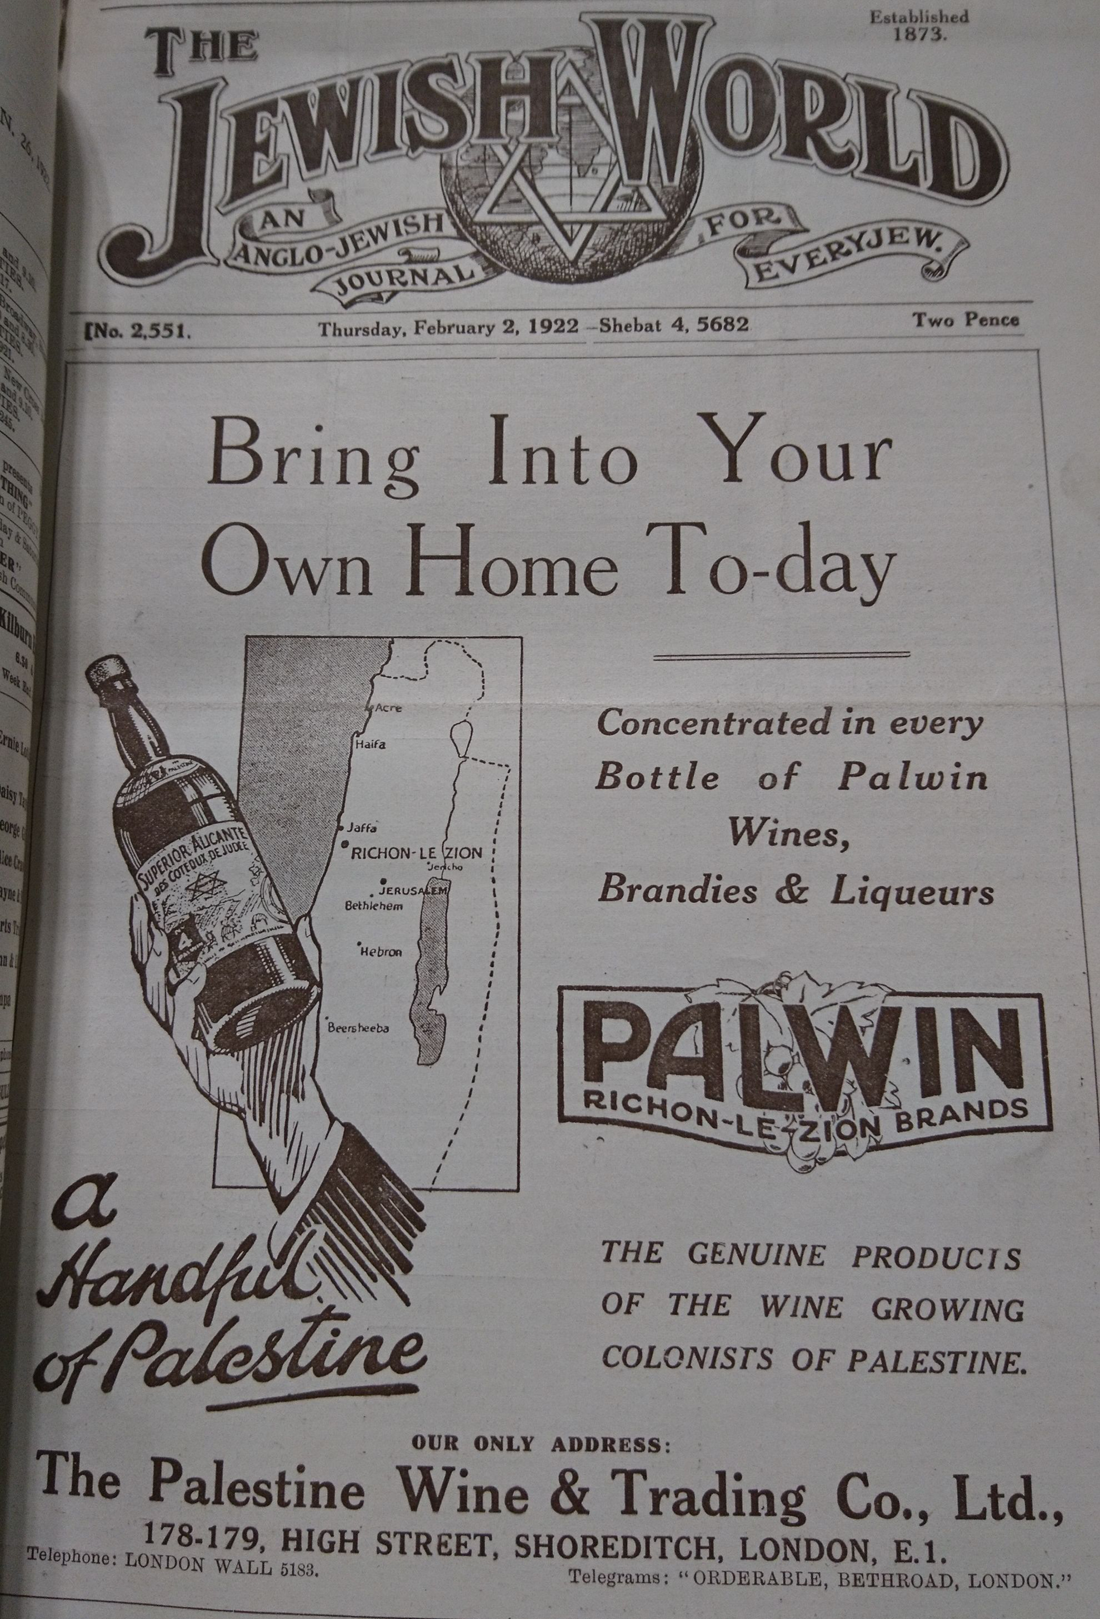 THE
JEWISH WORLD
Established
1873.
AN
ANGLO-JEWISH
JOURNAL
FOR
EVERYJEW.
[No. 2,551.
Thursday, February 2, 1922 — Shebat 4, 5682
Two Pence
Bring Into Your
Own Home To-day
Acre
Haifa
Jaffa
RICHON-LE ZION
Jericho
JERUSALEM
Bethlehem
Hebron
Beersheeba
SUPERIOR ALICANTE
DES COTEAUX DE JUDÉE
a
Handful
of Palestine
Concentrated in every
Bottle of Palwin
Wines,
Brandies & Liqueurs
PALWIN
RICHON-LE-ZION BRANDS
THE GENUINE PRODUCTS
OF THE WINE GROWING
COLONISTS OF PALESTINE.
OUR ONLY ADDRESS:
The Palestine Wine & Trading Co., Ltd.,
178-179, HIGH STREET, SHOREDITCH, LONDON, E.1.
Telephone: LONDON WALL 5183.
Telegrams: "ORDERABLE, BETHROAD, LONDON."